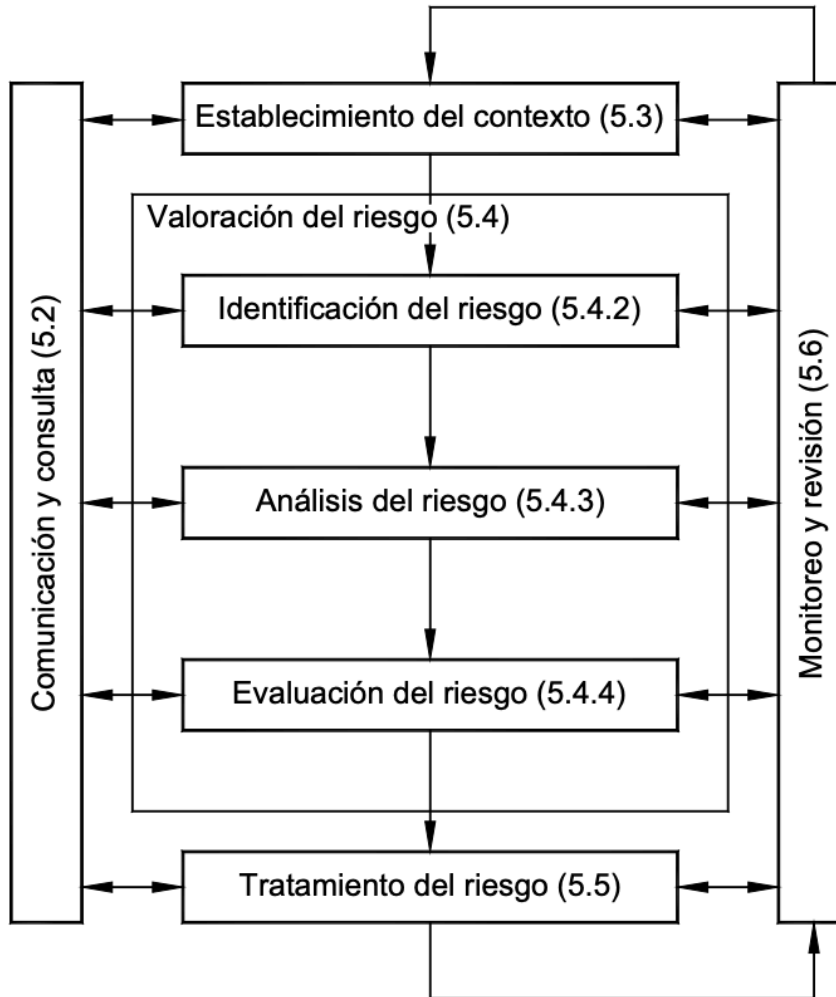 Establecimiento del contexto (5.3)
Valoración del riesgo (5.4)
Identificación del riesgo (5.4.2)
Análisis del riesgo (5.4.3)
Evaluación del riesgo (5.4.4)
Tratamiento del riesgo (5.5)
Comunicación y consulta (5.2)
Monitoreo y revisión (5.6)